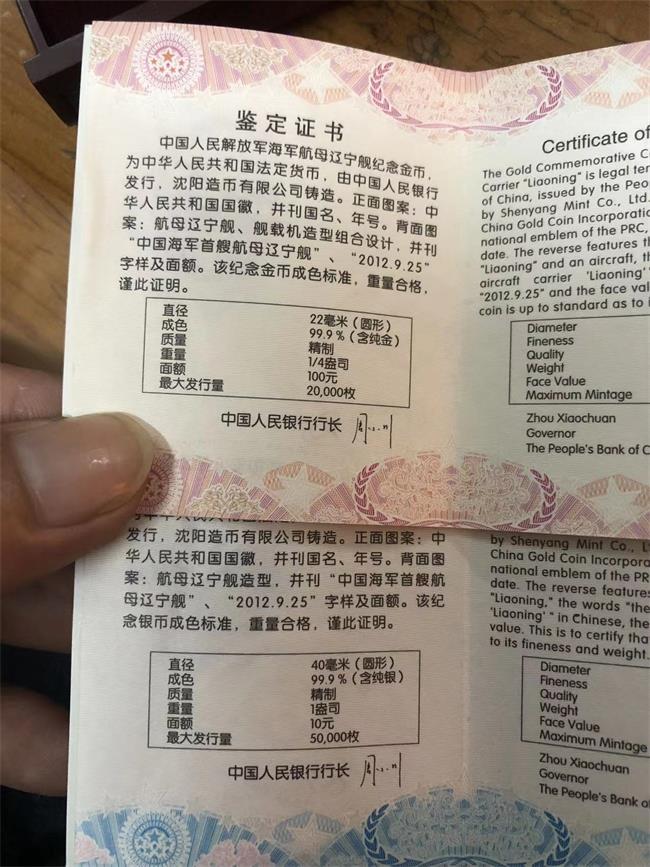 鉴定证书
中国人民解放军海军航母辽宁舰纪念金币，
为中华人民共和国法定货币，由中国人民银行
发行，沈阳造币有限公司铸造。正面图案：中
华人民共和国国徽，并刊国名、年号。背面图
案：航母辽宁舰、舰载机造型组合设计，并刊
“中国海军首艘航母辽宁舰”、“2012.9.25”
字样及面额。该纪念金币成色标准，重量合格，
谨此证明。
直径 22毫米（圆形）
成色 99.9％（含纯金）
质量 精制
重量 1/4盎司
面额 100元
最大发行量 20,000枚
中国人民银行行长
Certificate of
The Gold Commemorative C
Carrier "Liaoning" is legal ten
of China, issued by the Peo
by Shenyang Mint Co., Ltd.
China Gold Coin Incorporati
national emblem of the PRC,
date. The reverse features th
"Liaoning" and an aircraft, th
aircraft carrier 'Liaoning'"
"2012.9.25" and the face val
coin is up to standard as to i
Diameter
Fineness
Quality
Weight
Face Value
Maximum Mintage
Zhou Xiaochuan
Governor
The People's Bank of C
发行，沈阳造币有限公司铸造。正面图案：中
华人民共和国国徽，并刊国名、年号。背面图
案：航母辽宁舰造型，并刊“中国海军首艘航
母辽宁舰”、“2012.9.25”字样及面额。该纪
念银币成色标准，重量合格，谨此证明。
直径 40毫米（圆形）
成色 99.9％（含纯银）
质量 精制
重量 1盎司
面额 10元
最大发行量 50,000枚
中国人民银行行长
by Shenyang Mint Co., L
China Gold Coin Incorpora
national emblem of the PR
date. The reverse features
"Liaoning," the words "the
'Liaoning' " in Chinese, the
value. This is to certify tha
to its fineness and weight.
Diameter
Fineness
Quality
Weight
Face Value
Maximum Mintage
Zhou Xiaochuan
Governor
The People's Bank o